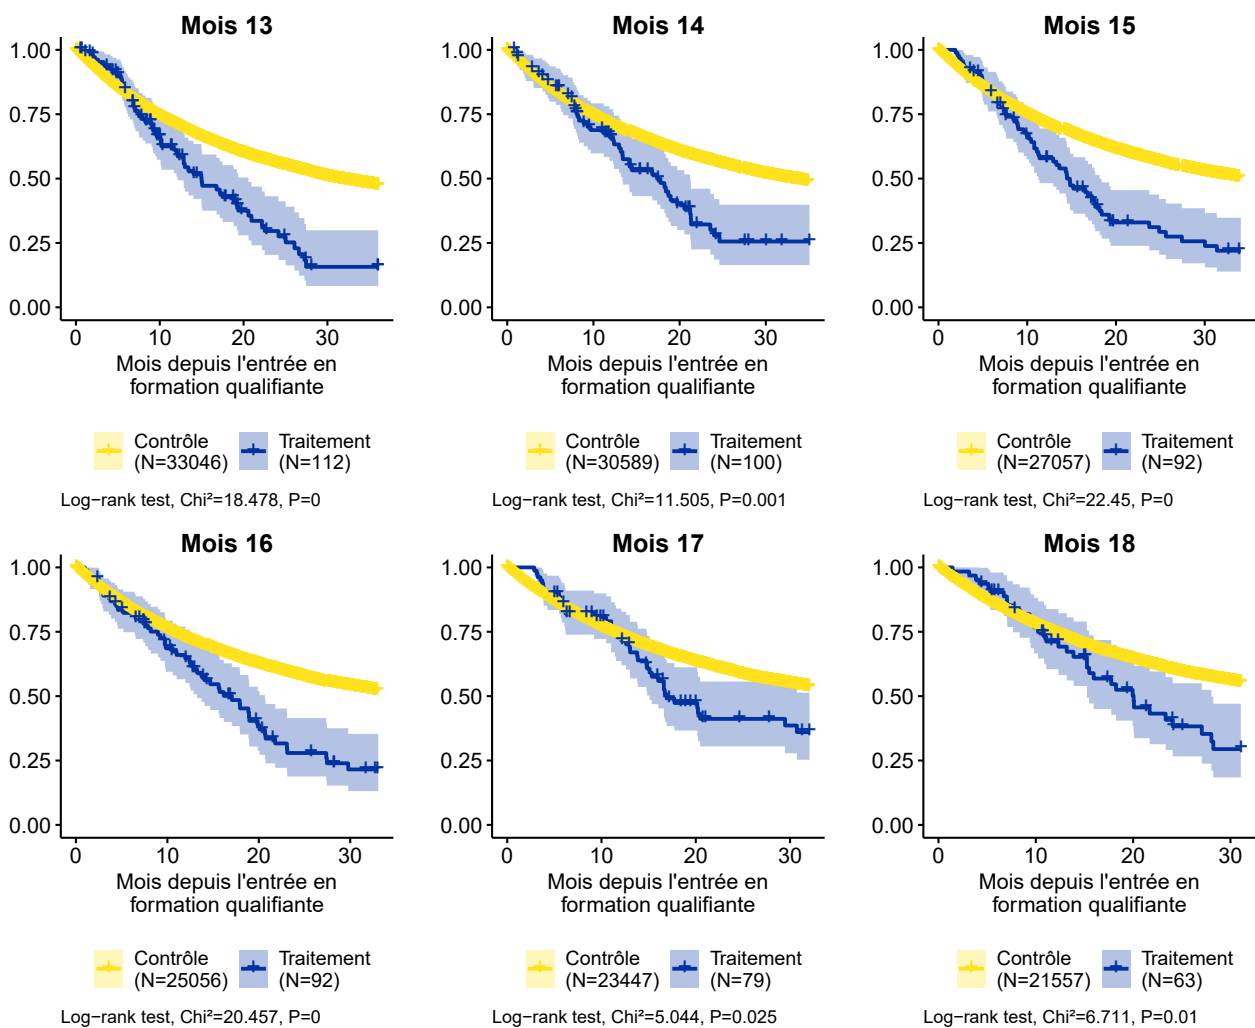 Mois 13
1.00
0.75
0.50
0.25
0.00
0 10 20 30
Mois depuis l'entrée en
formation qualifiante
Contrôle
(N=33046)
Traitement
(N=112)
Log−rank test, Chi²=18.478, P=0
Mois 14
1.00
0.75
0.50
0.25
0.00
0 10 20 30
Mois depuis l'entrée en
formation qualifiante
Contrôle
(N=30589)
Traitement
(N=100)
Log−rank test, Chi²=11.505, P=0.001
Mois 15
1.00
0.75
0.50
0.25
0.00
0 10 20 30
Mois depuis l'entrée en
formation qualifiante
Contrôle
(N=27057)
Traitement
(N=92)
Log−rank test, Chi²=22.45, P=0
Mois 16
1.00
0.75
0.50
0.25
0.00
0 10 20 30
Mois depuis l'entrée en
formation qualifiante
Contrôle
(N=25056)
Traitement
(N=92)
Log−rank test, Chi²=20.457, P=0
Mois 17
1.00
0.75
0.50
0.25
0.00
0 10 20 30
Mois depuis l'entrée en
formation qualifiante
Contrôle
(N=23447)
Traitement
(N=79)
Log−rank test, Chi²=5.044, P=0.025
Mois 18
1.00
0.75
0.50
0.25
0.00
0 10 20 30
Mois depuis l'entrée en
formation qualifiante
Contrôle
(N=21557)
Traitement
(N=63)
Log−rank test, Chi²=6.711, P=0.01